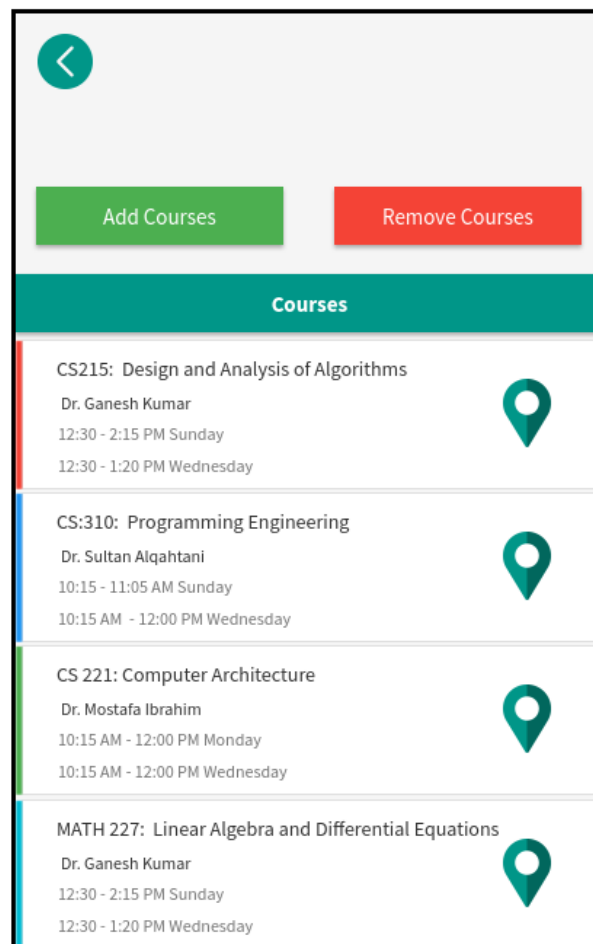 Add Courses
Remove Courses
Courses
CS215:  Design and Analysis of Algorithms
Dr. Ganesh Kumar
12:30 - 2:15 PM Sunday
12:30 - 1:20 PM Wednesday
CS:310:  Programming Engineering
Dr. Sultan Alqahtani
10:15 - 11:05 AM Sunday
10:15 AM  - 12:00 PM Wednesday
CS 221: Computer Architecture
Dr. Mostafa Ibrahim
10:15 AM - 12:00 PM Monday
10:15 AM - 12:00 PM Wednesday
MATH 227:  Linear Algebra and Differential Equations
Dr. Ganesh Kumar
12:30 - 2:15 PM Sunday
12:30 - 1:20 PM Wednesday